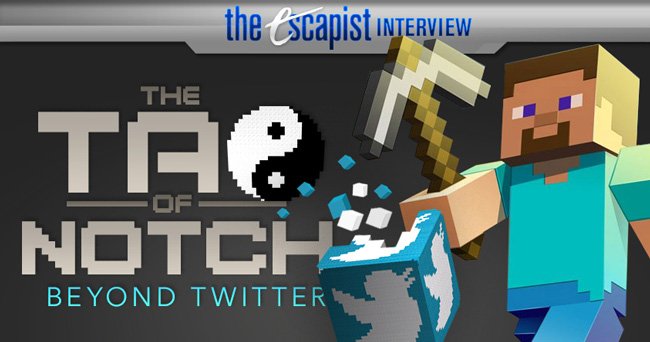 the escapist INTERVIEW
THE
TAO
OF
NOTCH
BEYOND TWITTER